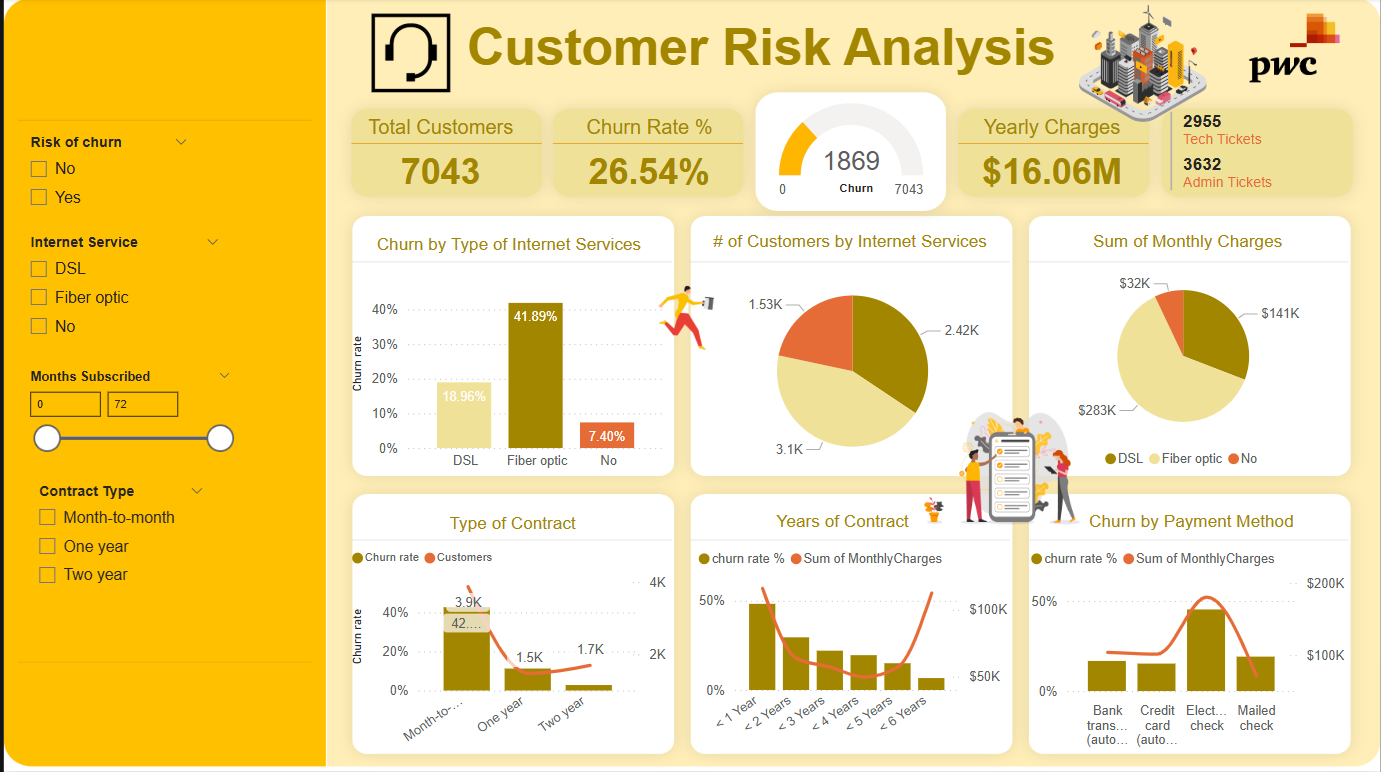 Customer Risk Analysis
pwc
Risk of churn
No
Yes
Internet Service
DSL
Fiber optic
No
Months Subscribed
0
72
Contract Type
Month-to-month
One year
Two year
Total Customers
7043
Churn Rate %
26.54%
1869
0
Churn
7043
Yearly Charges
$16.06M
2955
Tech Tickets
3632
Admin Tickets
Churn by Type of Internet Services
Churn rate
40%
30%
20%
10%
0%
18.96%
41.89%
7.40%
DSL
Fiber optic
No
# of Customers by Internet Services
1.53K
2.42K
3.1K
Sum of Monthly Charges
$32K
$141K
$283K
DSL
Fiber optic
No
Type of Contract
Churn rate
Customers
Churn rate
40%
20%
0%
4K
2K
3.9K
42....
1.5K
1.7K
Month-to-...
One year
Two year
Years of Contract
churn rate %
Sum of MonthlyCharges
50%
0%
$100K
$50K
< 1 Year
< 2 Years
< 3 Years
< 4 Years
< 5 Years
< 6 Years
Churn by Payment Method
churn rate %
Sum of MonthlyCharges
50%
0%
$200K
$100K
Bank
trans...
(auto...
Credit
card
(auto...
Elect...
check
Mailed
check